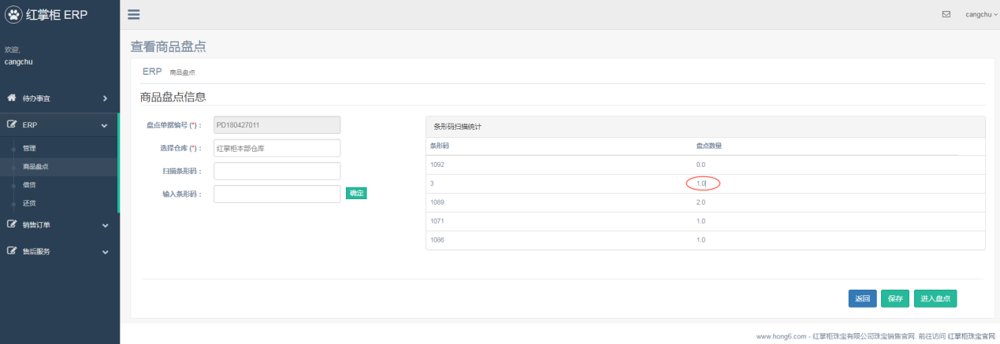 红掌柜 ERP
cangchu
欢迎,
cangchu
待办事宜
ERP
管理
商品盘点
借货
还货
销售订单
售后服务
查看商品盘点
ERP 商品盘点
商品盘点信息
盘点单据编号 (*)： PD180427011
选择仓库 (*)： 红掌柜本部仓库
扫描条形码：
输入条形码： 确定
条形码扫描统计
条形码 盘点数量
1092 0.0
3 1.0
1089 2.0
1071 1.0
1086 1.0
返回 保存 进入盘点
www.hong6.com - 红掌柜珠宝有限公司珠宝销售官网. 前往访问 红掌柜珠宝官网